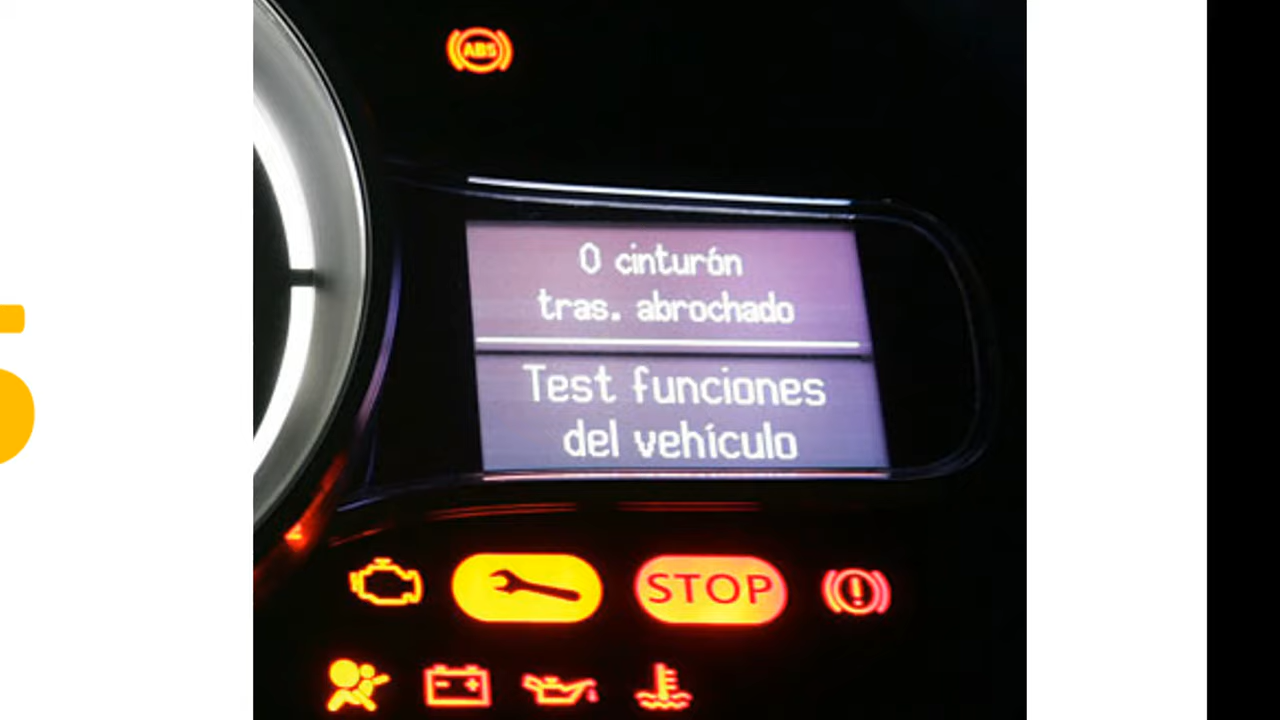 ABS
0 cinturón
tras. abrochado
Test funciones
del vehículo
STOP